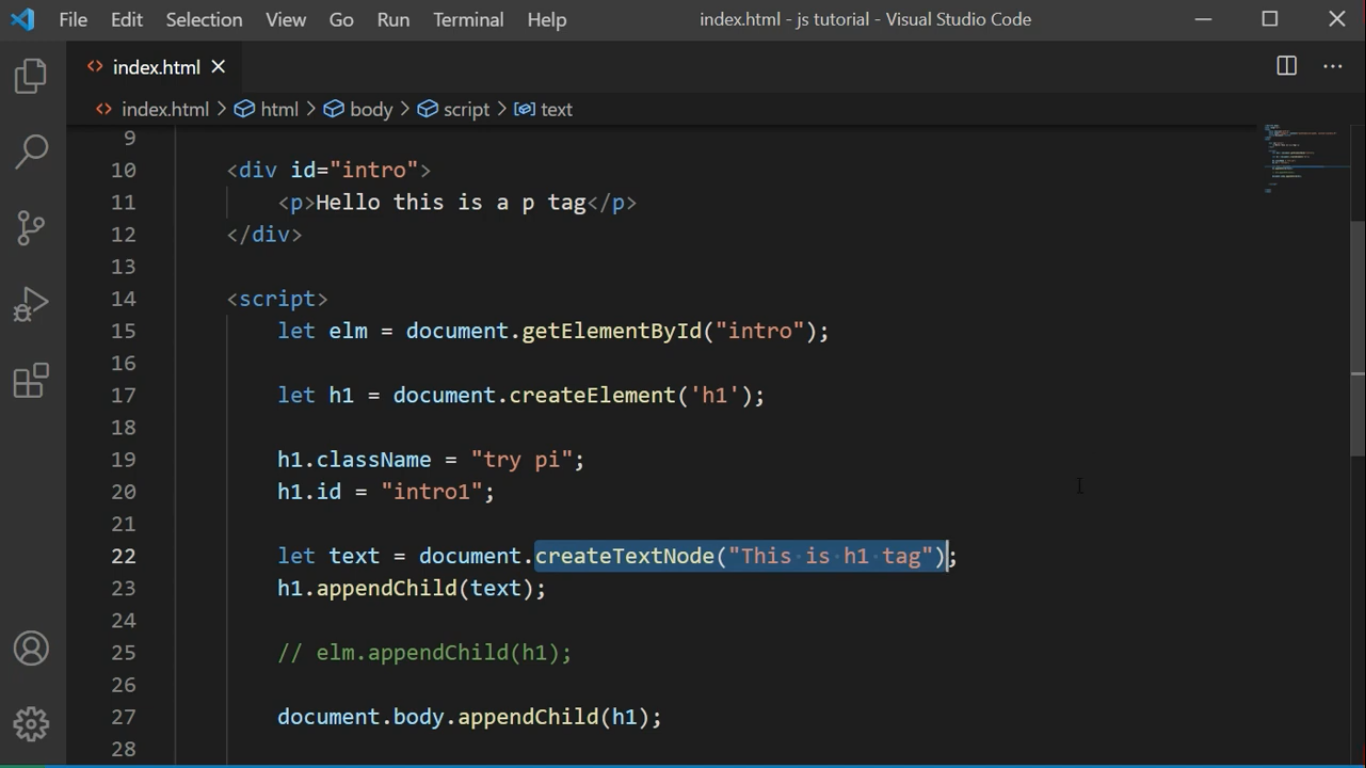 File Edit Selection View Go Run Terminal Help index.html - js tutorial - Visual Studio Code
<> index.html
<> index.html > html > body > script > text
9
10 <div id="intro">
11 <p>Hello this is a p tag</p>
12 </div>
13
14 <script>
15 let elm = document.getElementById("intro");
16
17 let h1 = document.createElement('h1');
18
19 h1.className = "try pi";
20 h1.id = "intro1";
21
22 let text = document.createTextNode("This is h1 tag");
23 h1.appendChild(text);
24
25 // elm.appendChild(h1);
26
27 document.body.appendChild(h1);
28